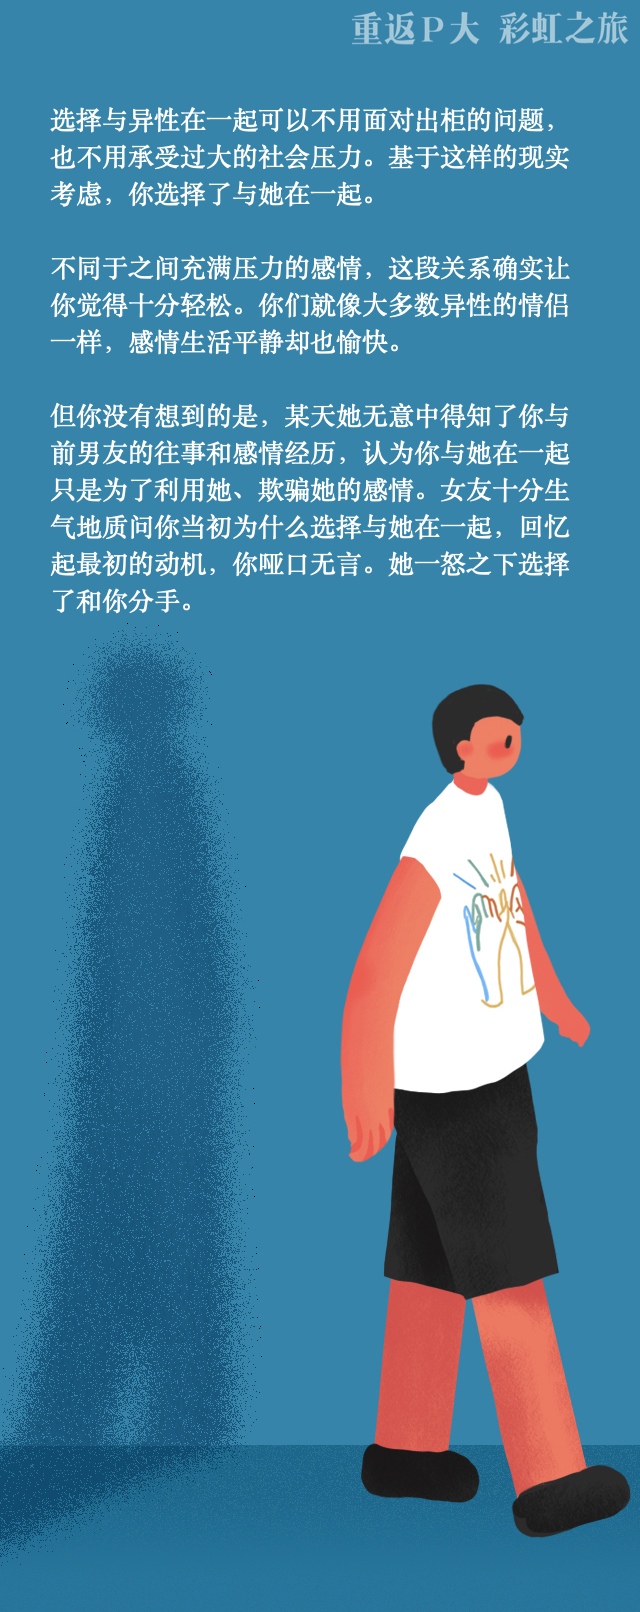 重返P大 彩虹之旅
选择与异性在一起可以不用面对出柜的问题，
也不用承受过大的社会压力。基于这样的现实
考虑，你选择了与她在一起。
不同于之间充满压力的感情，这段关系确实让
你觉得十分轻松。你们就像大多数异性的情侣
一样，感情生活平静却也愉快。
但你没有想到的是，某天她无意中得知了你与
前男友的往事和感情经历，认为你与她在一起
只是为了利用她、欺骗她的感情。女友十分生
气地质问你当初为什么选择与她在一起，回忆
起最初的动机，你哑口无言。她一怒之下选择
了和你分手。